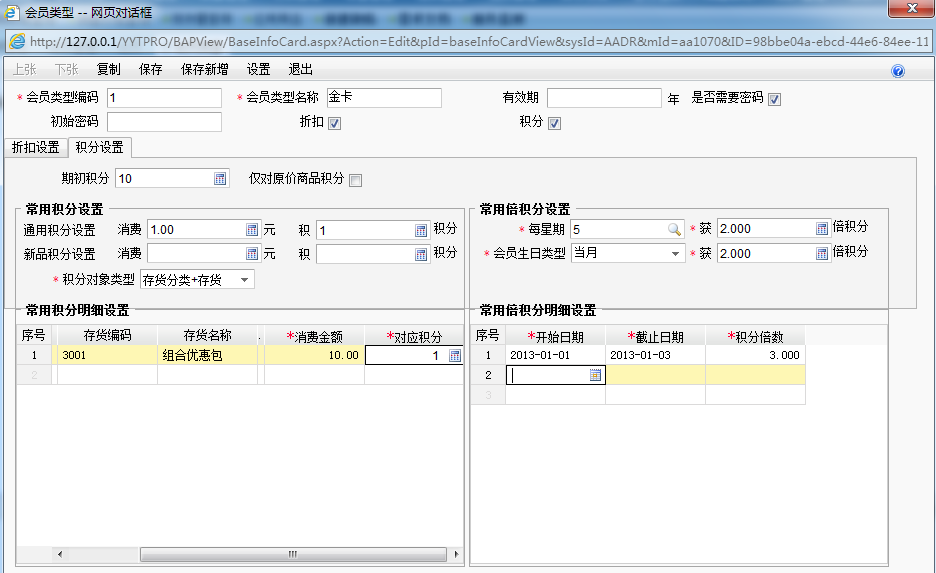 会员类型 -- 网页对话框
http://127.0.0.1/YYTPRO/BAPView/BaseInfoCard.aspx?Action=Edit&pId=baseInfoCardView&sysId=AADR&mId=aa1070&ID=98bbe04a-ebcd-44e6-84ee-11
上张 下张 复制 保存 保存新增 设置 退出
* 会员类型编码 1 * 会员类型名称 金卡 有效期 年 是否需要密码
初始密码 折扣 积分
折扣设置 积分设置
期初积分 10 仅对原价商品积分
常用积分设置
通用积分设置 消费 1.00 元 积 1 积分
新品积分设置 消费 元 积 积分
* 积分对象类型 存货分类+存货
常用倍积分设置
* 每星期 5 * 获 2.000 倍积分
* 会员生日类型 当月 * 获 2.000 倍积分
常用积分明细设置
序号 存货编码 存货名称 . *消费金额 *对应积分
1 3001 组合优惠包 10.00 1
2
常用倍积分明细设置
序号 *开始日期 *截止日期 *积分倍数
1 2013-01-01 2013-01-03 3.000
2
3